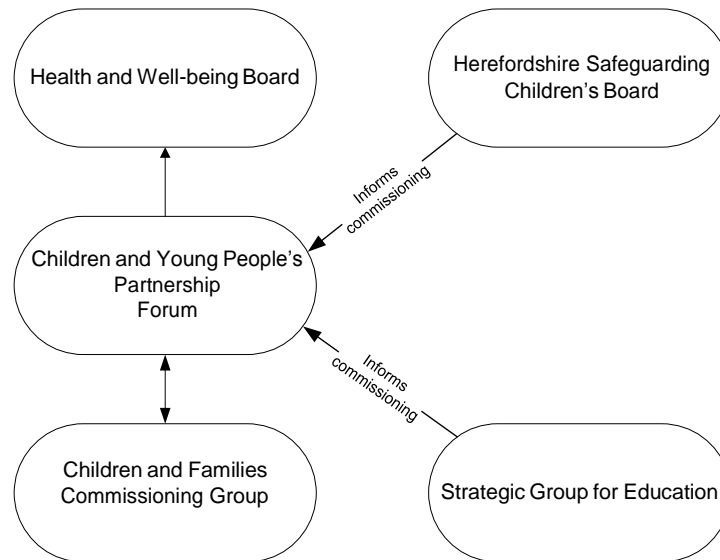 Health and Well-being Board
Herefordshire Safeguarding
Children's Board
Informs
commissioning
Children and Young People's
Partnership
Forum
Informs
commissioning
Children and Families
Commissioning Group
Strategic Group for Education